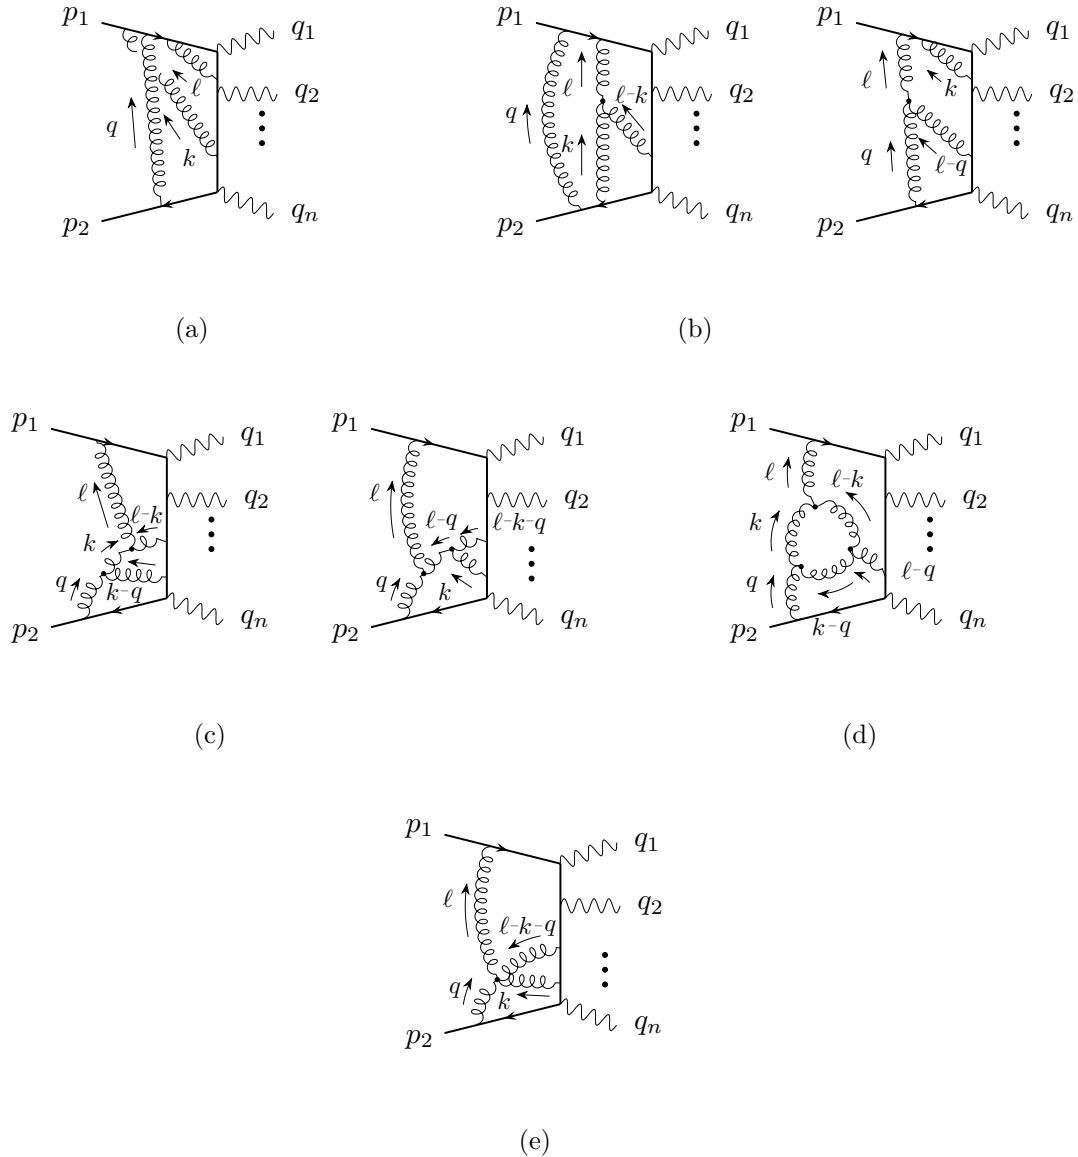 p₁ q₁ p₁ q₁ p₁ q₁
ℓ q₂ ℓ ℓ-k q₂ ℓ k q₂
q k q k q ℓ-q
p₂ qₙ p₂ qₙ p₂ qₙ
(a) (b)
p₁ q₁ p₁ q₁ p₁ q₁
ℓ ℓ-k q₂ ℓ ℓ-q ℓ-k-q q₂ ℓ ℓ-k q₂
k k
q k-q q k q ℓ-q
p₂ qₙ p₂ qₙ p₂ k-q qₙ
(c) (d)
p₁ q₁
ℓ q₂
ℓ-k-q
q k
p₂ qₙ
(e)